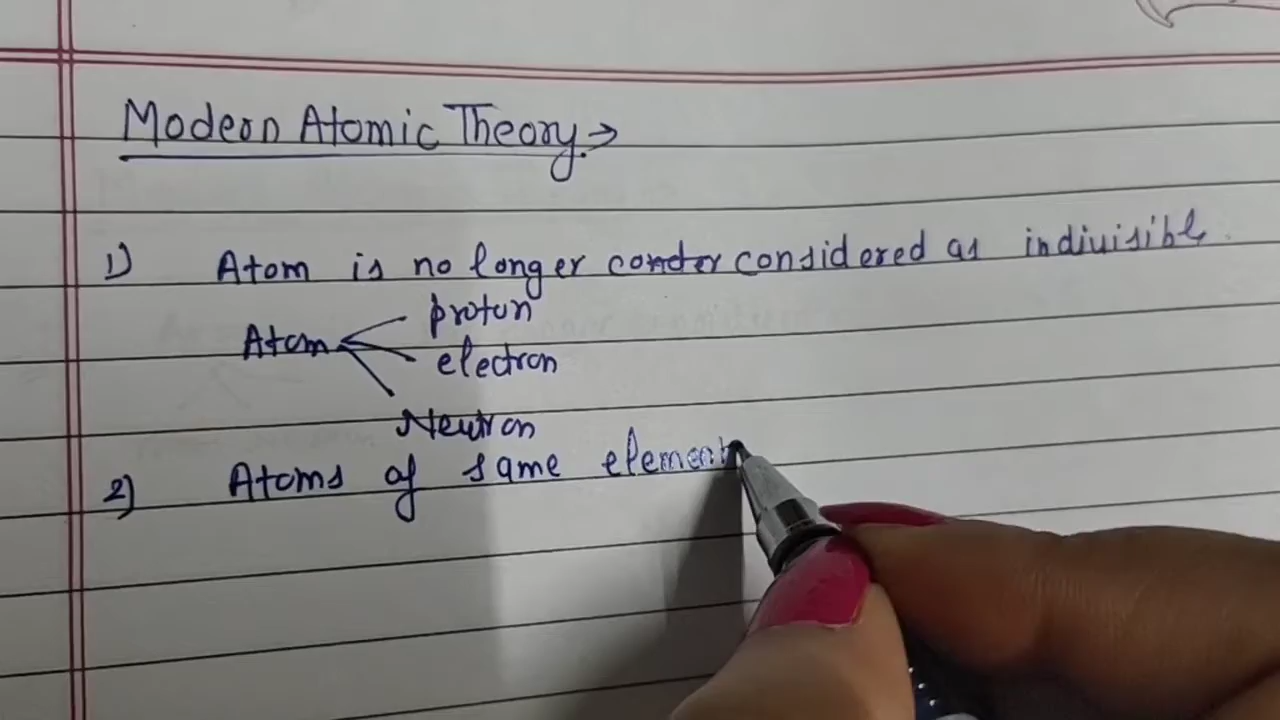 Modern Atomic Theory →
1) Atom is no longer conder considered as indivisible.
proton
Atom
electron
Neutron
2) Atoms of same element